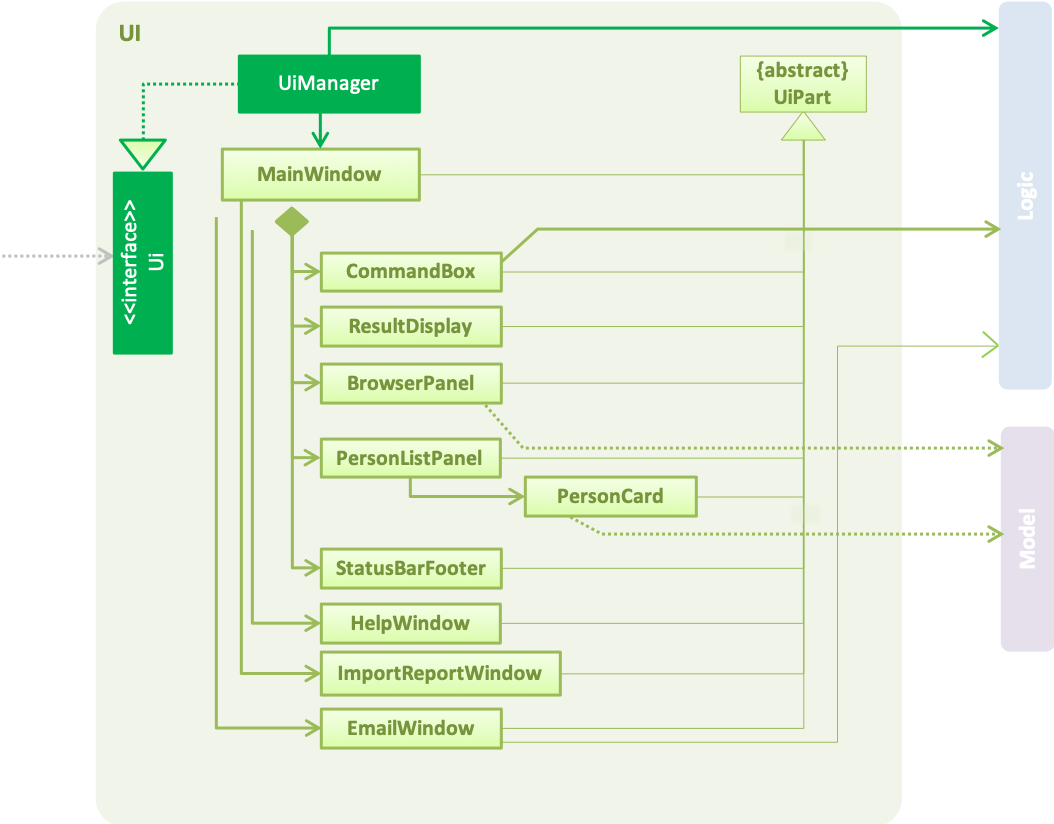 UI
UiManager
{abstract}
UiPart
MainWindow
<<interface>>
Ui
Logic
CommandBox
ResultDisplay
BrowserPanel
PersonListPanel
PersonCard
Model
StatusBarFooter
HelpWindow
ImportReportWindow
EmailWindow